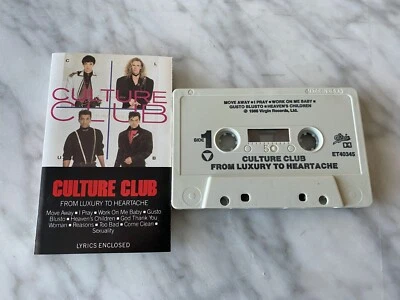 C L
CULTURE
CLUB
U B
CULTURE CLUB
FROM LUXURY TO HEARTACHE
Move Away • I Pray • Work On Me Baby • Gusto
Blusto • Heaven's Children • God Thank You
Woman • Reasons • Too Bad • Come Clean •
Sexuality
LYRICS ENCLOSED
MOVE AWAY • I PRAY • WORK ON ME BABY •
GUSTO BLUSTO • HEAVEN'S CHILDREN
℗ 1986 Virgin Records, Ltd.
SIDE 1
50
Epic
CULTURE CLUB
ET40345
FROM LUXURY TO HEARTACHE